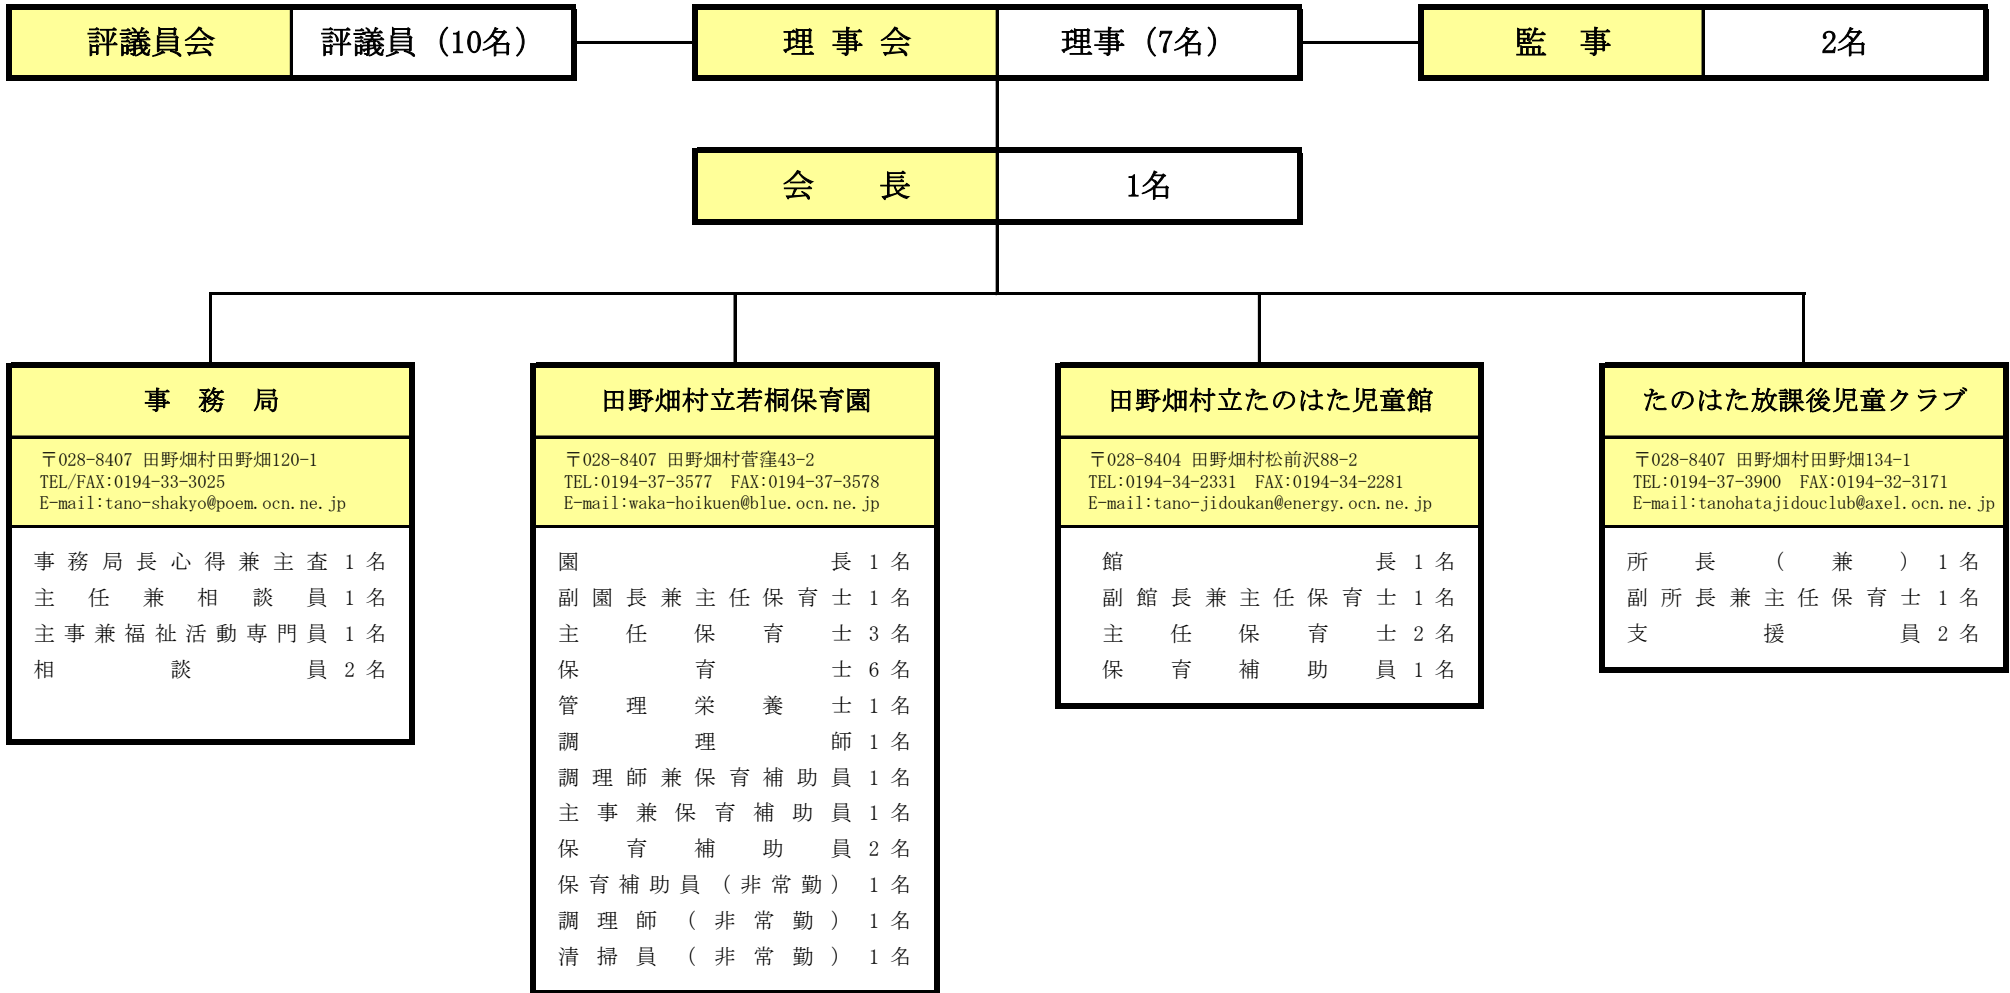 評議員会 評議員（10名） 理事会 理事（7名） 監事 2名
会長 1名
事務局
〒028-8407 田野畑村田野畑120-1
TEL/FAX:0194-33-3025
E-mail:tano-shakyo@poem.ocn.ne.jp
事務局長心得兼主査 1名
主任兼相談員 1名
主事兼福祉活動専門員 1名
相談員 2名
田野畑村立若桐保育園
〒028-8407 田野畑村菅窪43-2
TEL:0194-37-3577 FAX:0194-37-3578
E-mail:waka-hoikuen@blue.ocn.ne.jp
園長 1名
副園長兼主任保育士 1名
主任保育士 3名
保育士 6名
管理栄養士 1名
調理師 1名
調理師兼保育補助員 1名
主事兼保育補助員 1名
保育補助員 2名
保育補助員（非常勤） 1名
調理師（非常勤） 1名
清掃員（非常勤） 1名
田野畑村立たのはた児童館
〒028-8404 田野畑村松前沢88-2
TEL:0194-34-2331 FAX:0194-34-2281
E-mail:tano-jidoukan@energy.ocn.ne.jp
館長 1名
副館長兼主任保育士 1名
主任保育士 2名
保育補助員 1名
たのはた放課後児童クラブ
〒028-8407 田野畑村田野畑134-1
TEL:0194-37-3900 FAX:0194-32-3171
E-mail:tanohatajidouclub@axel.ocn.ne.jp
所長（兼） 1名
副所長兼主任保育士 1名
支援員 2名